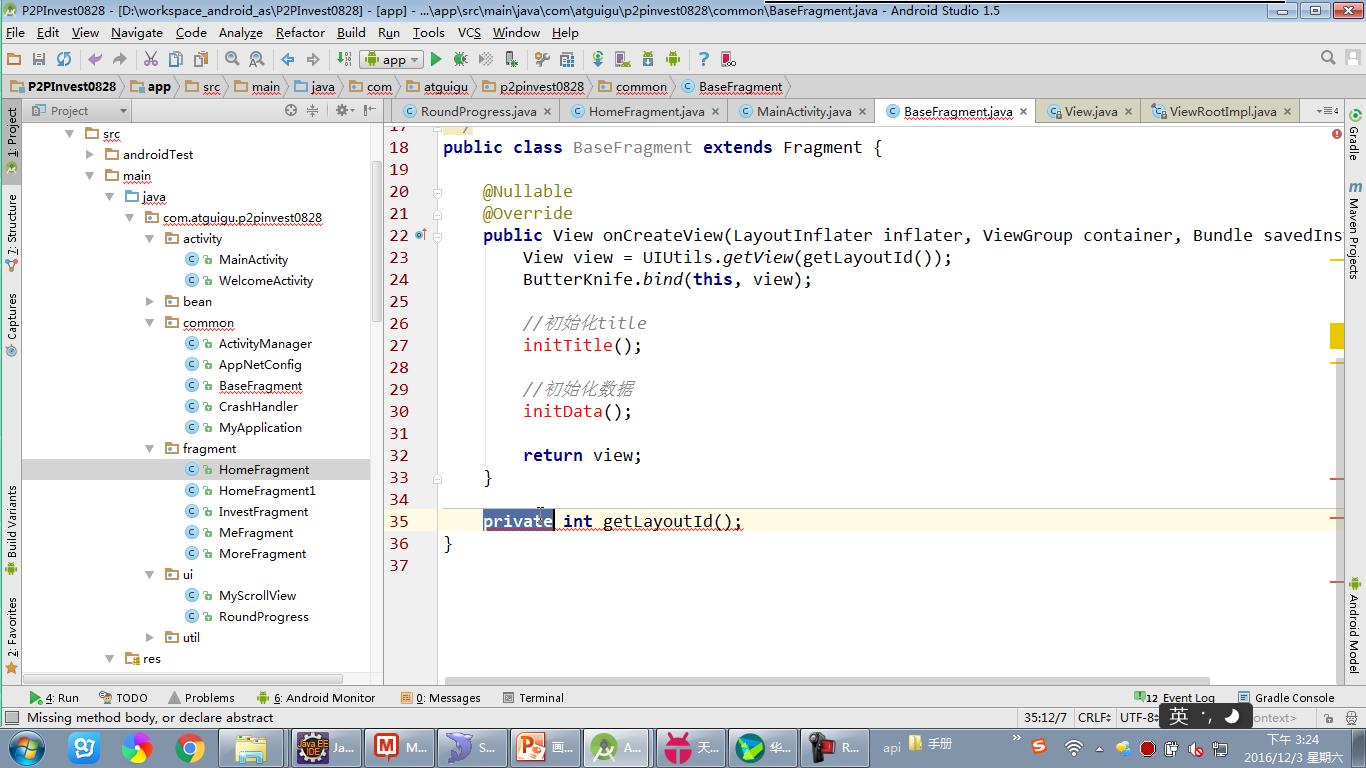 P2PInvest0828 - [D:\workspace_android_as\P2PInvest0828] - [app] - ...\app\src\main\java\com\atguigu\p2pinvest0828\common\BaseFragment.java - Android Studio 1.5
File Edit View Navigate Code Analyze Refactor Build Run Tools VCS Window Help
app
P2PInvest0828 app src main java com atguigu p2pinvest0828 common BaseFragment
Project
RoundProgress.java HomeFragment.java MainActivity.java BaseFragment.java View.java ViewRootImpl.java
4
1: Project
7: Structure
Captures
Build Variants
2: Favorites
src
androidTest
main
java
com.atguigu.p2pinvest0828
activity
MainActivity
WelcomeActivity
bean
common
ActivityManager
AppNetConfig
BaseFragment
CrashHandler
MyApplication
fragment
HomeFragment
HomeFragment1
InvestFragment
MeFragment
MoreFragment
ui
MyScrollView
RoundProgress
util
res
17 */
18 public class BaseFragment extends Fragment {
19
20 @Nullable
21 @Override
22 public View onCreateView(LayoutInflater inflater, ViewGroup container, Bundle savedInst
23 View view = UIUtils.getView(getLayoutId());
24 ButterKnife.bind(this, view);
25
26 //初始化title
27 initTitle();
28
29 //初始化数据
30 initData();
31
32 return view;
33 }
34
35 private int getLayoutId();
36 }
37
Gradle
Maven Projects
Android Model
4: Run TODO Problems 6: Android Monitor 0: Messages Terminal 12 Event Log Gradle Console
Missing method body, or declare abstract 35:12/7 CRLF UTF-8 context>
英
Ja... M... S... 画... A... 天... 华... R... api 手册
下午 3:24
2016/12/3 星期六